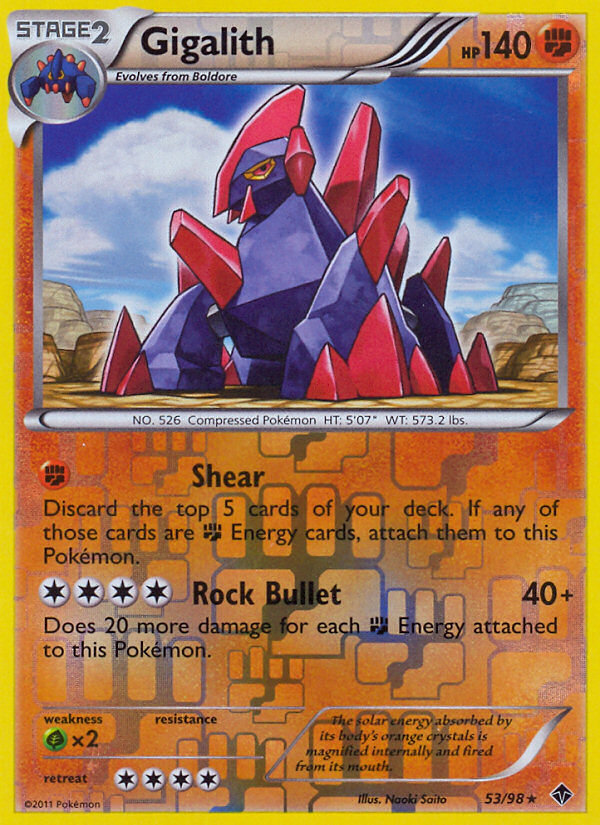 STAGE2
Gigalith
HP140
Evolves from Boldore
NO. 526 Compressed Pokémon HT: 5'07" WT: 573.2 lbs.
Shear
Discard the top 5 cards of your deck. If any of
those cards are Energy cards, attach them to this
Pokémon.
Rock Bullet 40+
Does 20 more damage for each Energy attached
to this Pokémon.
weakness resistance
×2
The solar energy absorbed by
its body's orange crystals is
magnified internally and fired
from its mouth.
retreat
©2011 Pokémon
Illus. Naoki Saito 53/98★